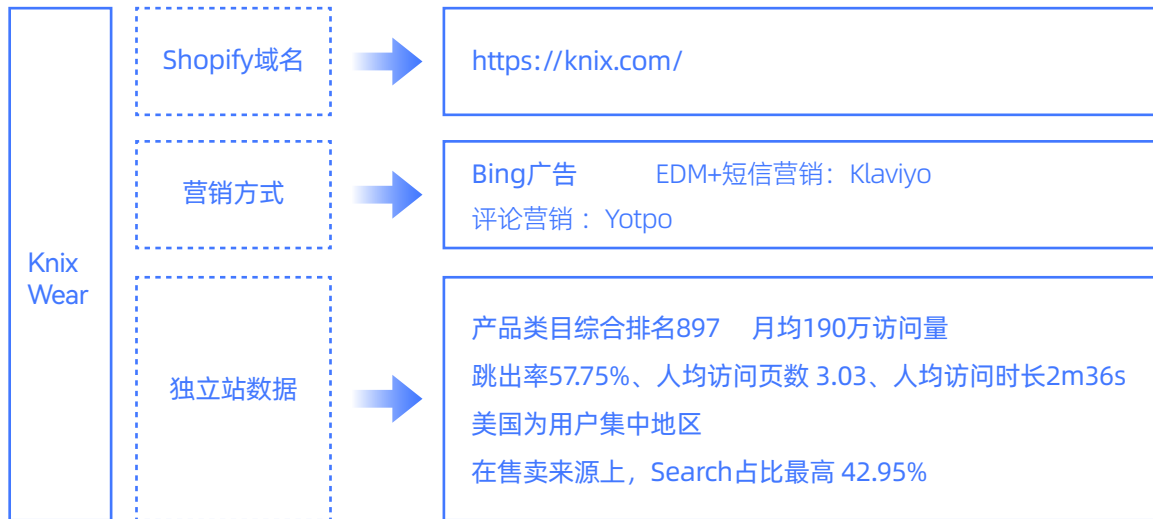 Knix
Wear
Shopify域名
https://knix.com/
营销方式
Bing广告 EDM+短信营销：Klaviyo
评论营销 ：Yotpo
独立站数据
产品类目综合排名897 月均190万访问量
跳出率57.75%、人均访问页数 3.03、人均访问时长2m36s
美国为用户集中地区
在售卖来源上，Search占比最高 42.95%